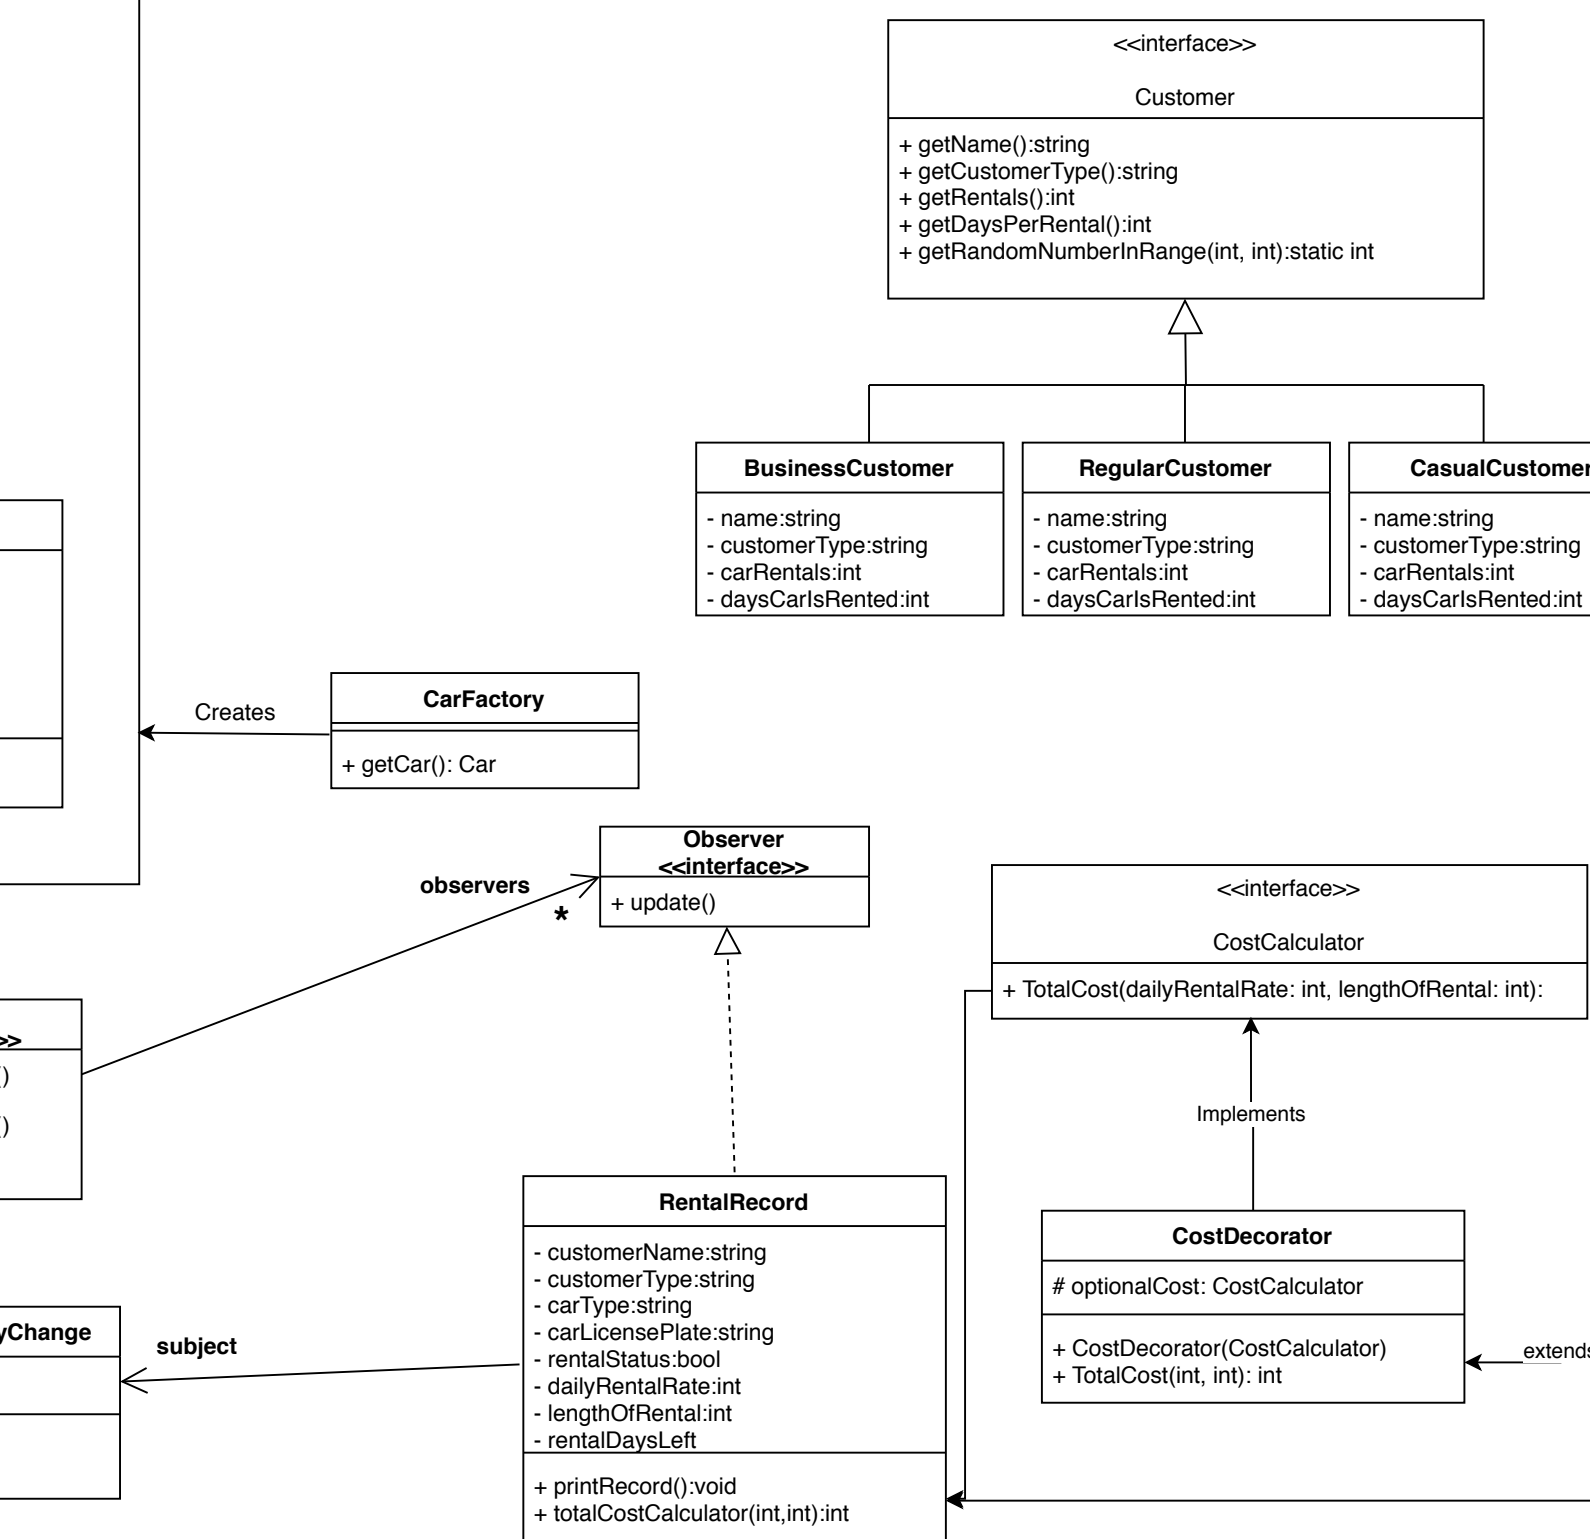 <<interface>>
Customer
+ getName():string
+ getCustomerType():string
+ getRentals():int
+ getDaysPerRental():int
+ getRandomNumberInRange(int, int):static int
BusinessCustomer
- name:string
- customerType:string
- carRentals:int
- daysCarIsRented:int
RegularCustomer
- name:string
- customerType:string
- carRentals:int
- daysCarIsRented:int
CasualCustomer
- name:string
- customerType:string
- carRentals:int
- daysCarIsRented:int
Creates
CarFactory
+ getCar(): Car
Observer
<<interface>>
+ update()
observers
*
<<interface>>
CostCalculator
+ TotalCost(dailyRentalRate: int, lengthOfRental: int):
>>
()
()
Implements
RentalRecord
- customerName:string
- customerType:string
- carType:string
- carLicensePlate:string
- rentalStatus:bool
- dailyRentalRate:int
- lengthOfRental:int
- rentalDaysLeft
+ printRecord():void
+ totalCostCalculator(int,int):int
CostDecorator
# optionalCost: CostCalculator
+ CostDecorator(CostCalculator)
+ TotalCost(int, int): int
extends
yChange
subject